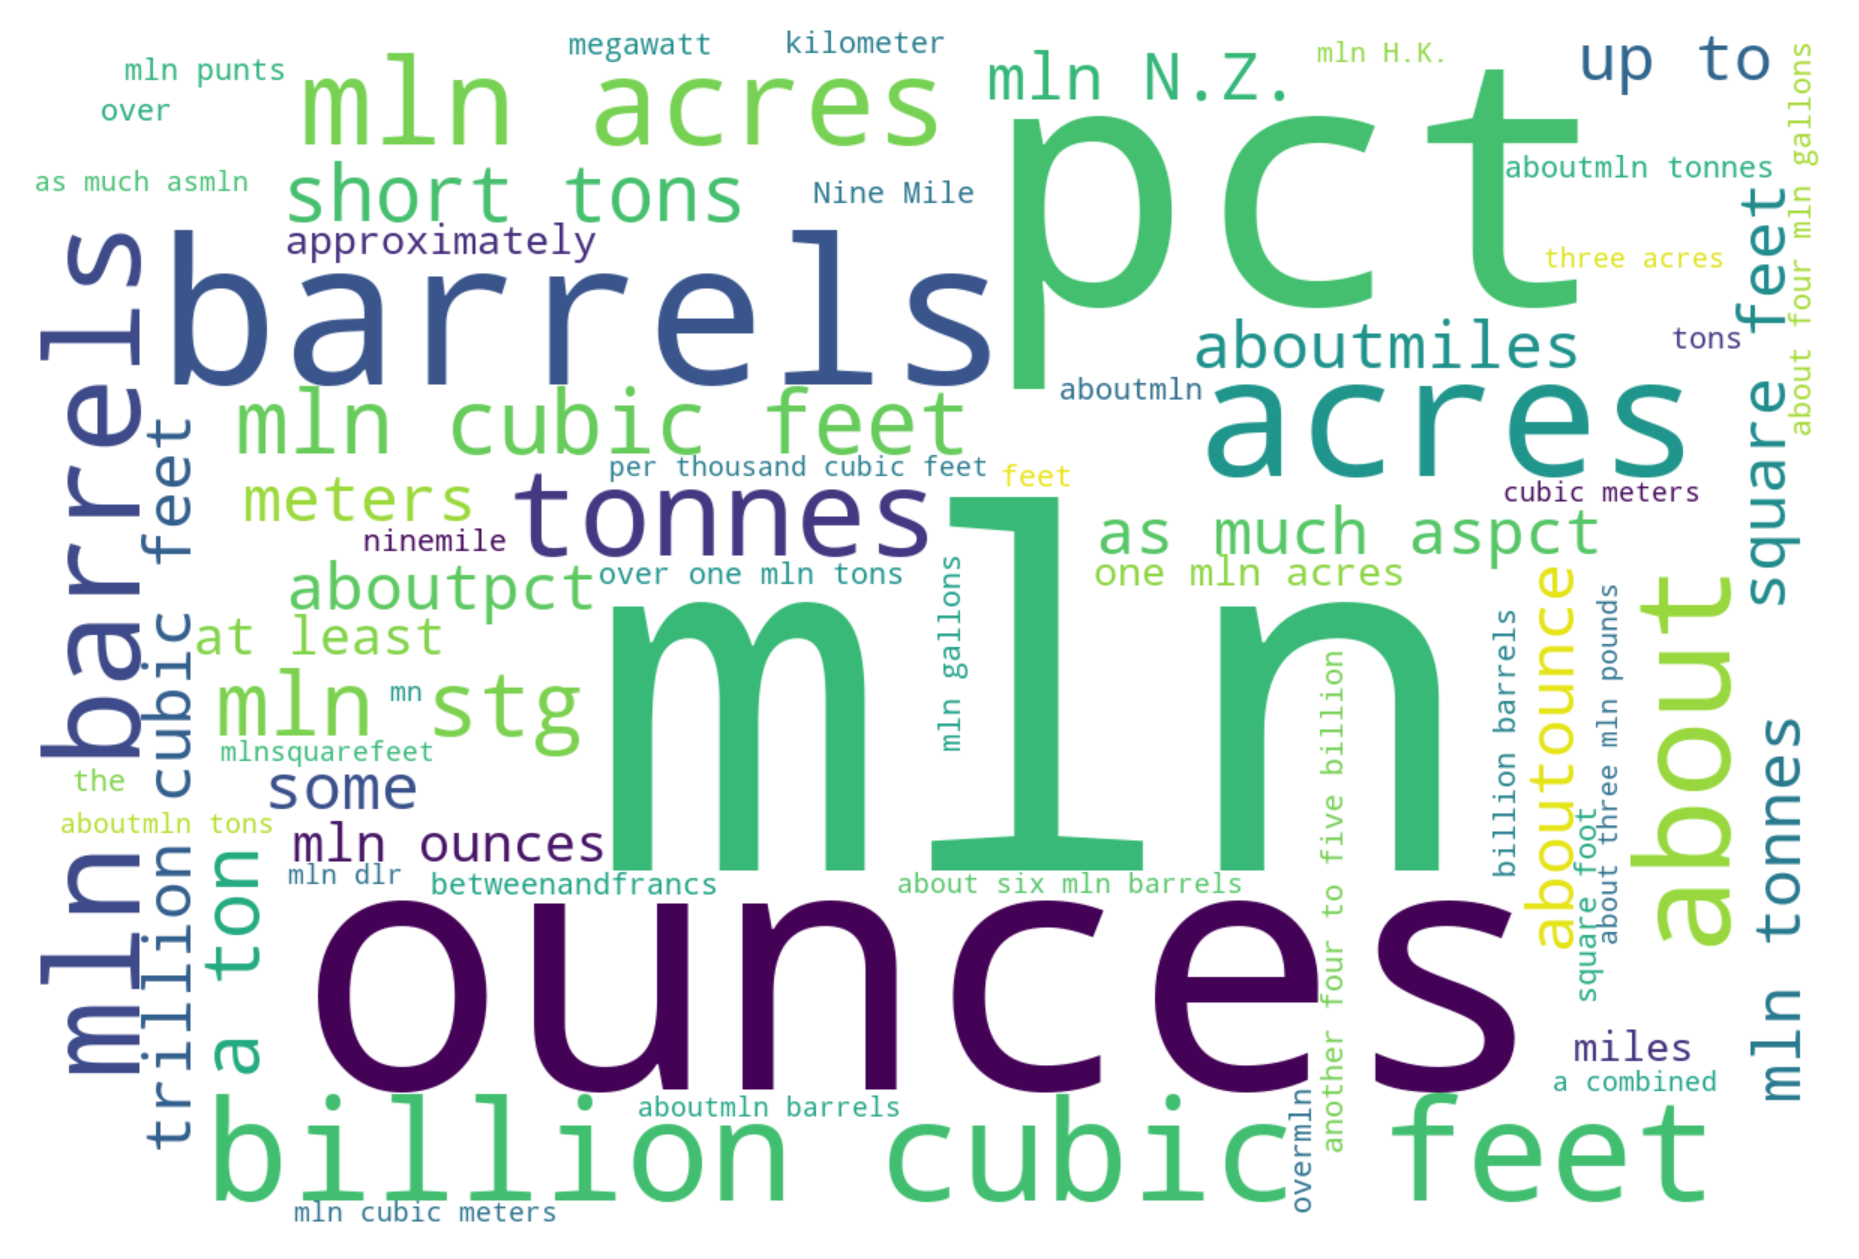 megawatt
kilometer
mln H.K.
up to
mln punts
mln acres
mln N.Z.
over
pct
about four mln gallons
as much asmln
short tons
Nine Mile
aboutmln tonnes
approximately
square feet
barrels
three acres
mln barrels
aboutmiles
tons
aboutmln
acres
mln cubic feet
trillion cubic feet
per thousand cubic feet
feet
meters
tonnes
cubic meters
ninemile
as much aspct
aboutpct
over one mln tons
mln gallons
one mln acres
at least
mln
aboutounce
about three mln pounds
about
mln stg
mn
billion barrels
mlnsquarefeet
another four to five billion
the
some
mln tonnes
aboutmln tons
mln ounces
square foot
a ton
mln dlr
betweenandfrancs
about six mln barrels
ounces
miles
a combined
billion cubic feet
aboutmln barrels
overmln
mln cubic meters